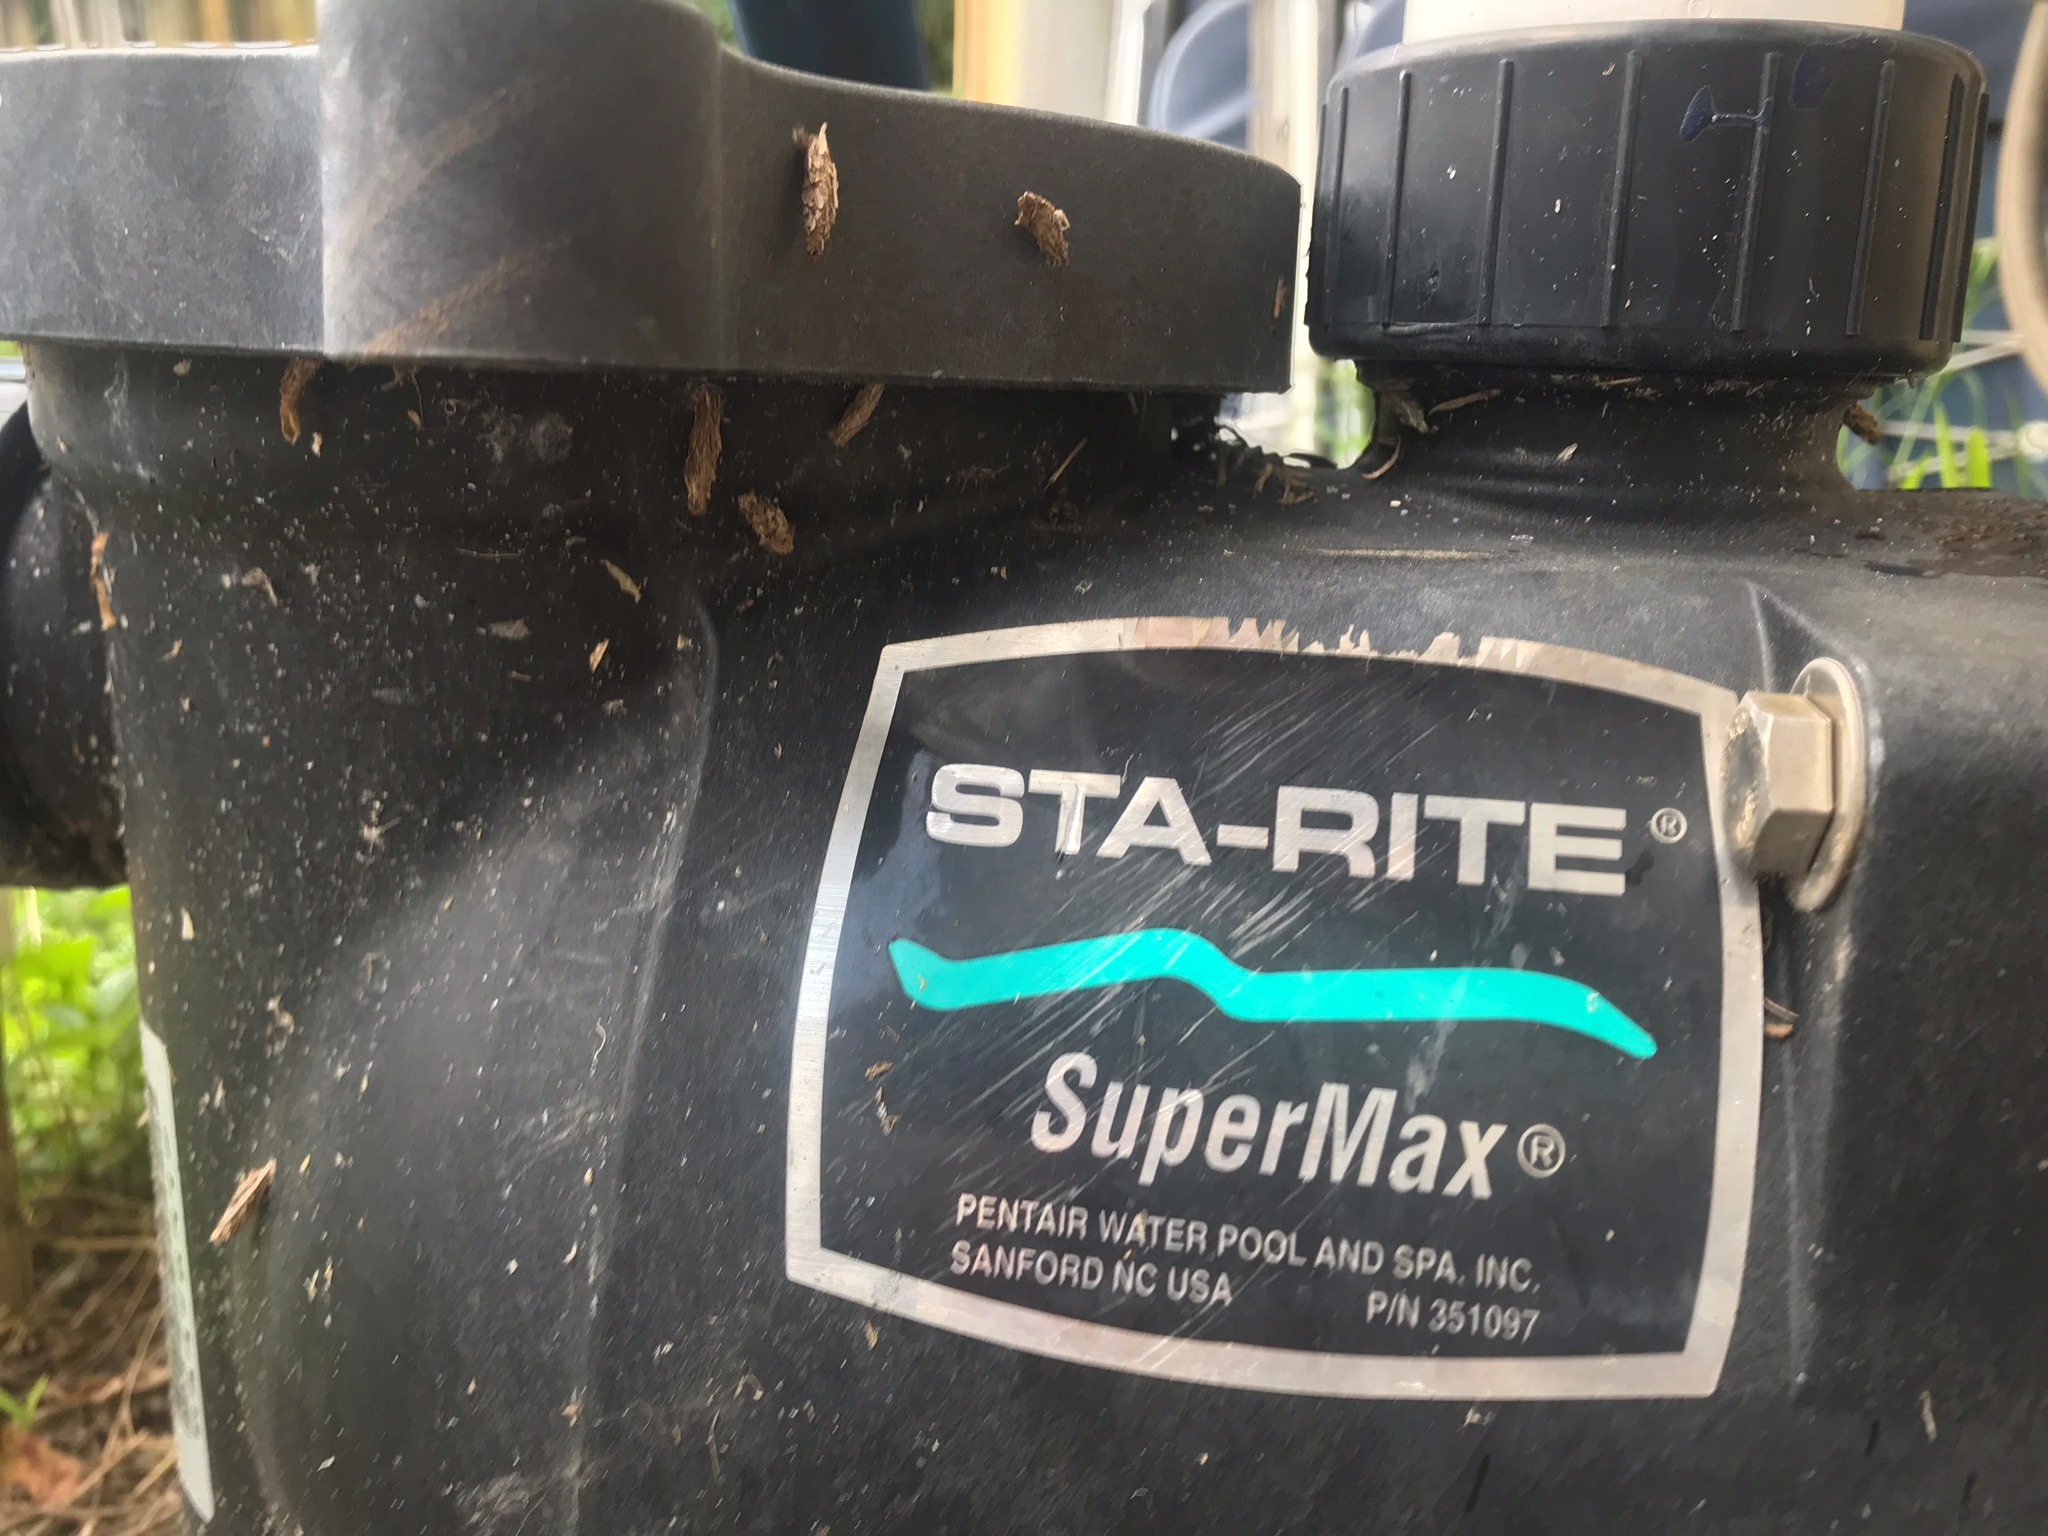 STA-RITE®
SuperMax®
PENTAIR WATER POOL AND SPA, INC.
SANFORD NC USA P/N 351097